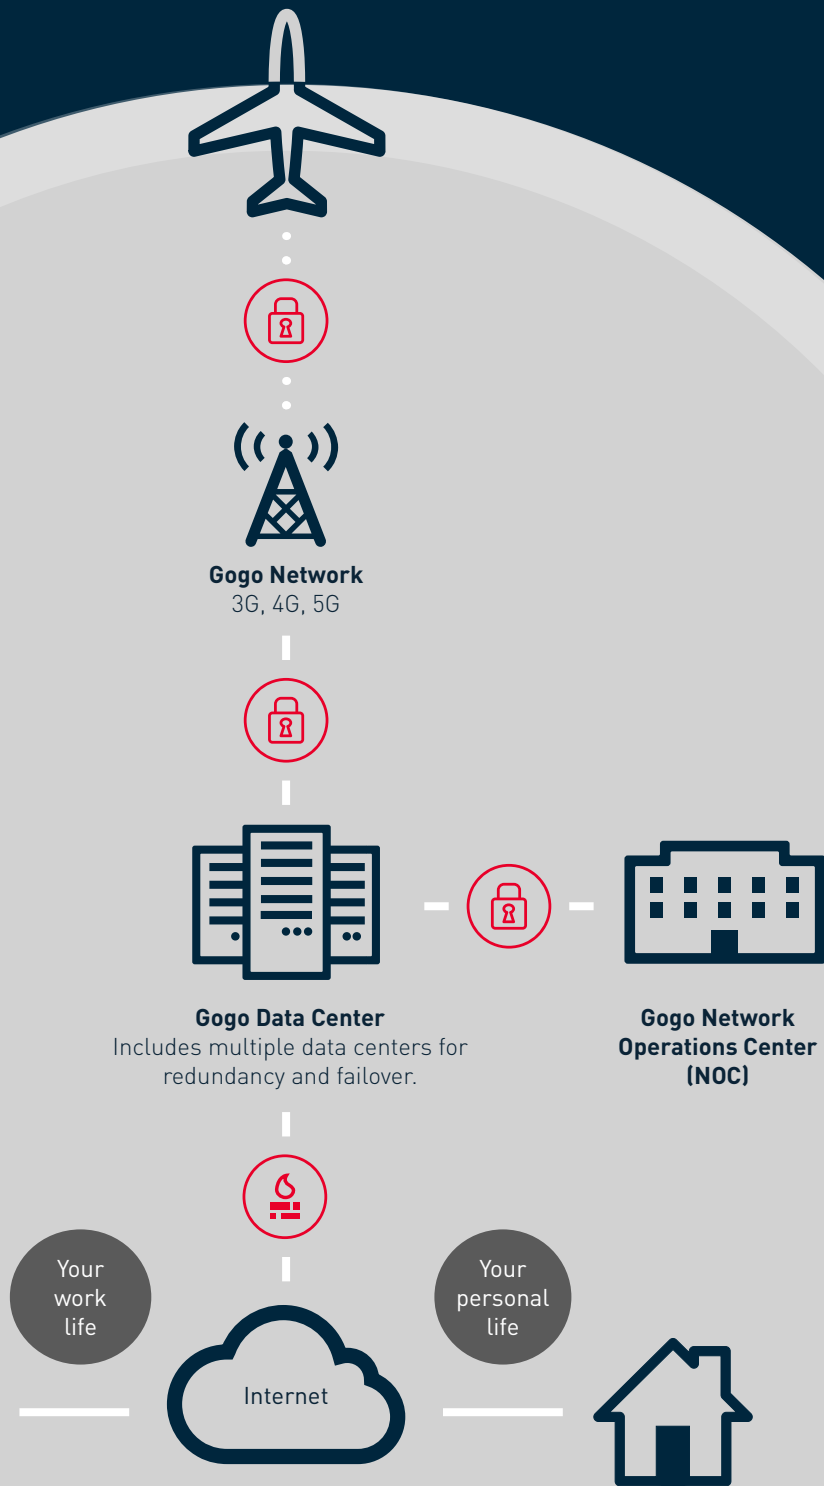 Gogo Network
3G, 4G, 5G
Gogo Data Center
Includes multiple data centers for
redundancy and failover.
Gogo Network
Operations Center
(NOC)
Your
work
life
Your
personal
life
Internet